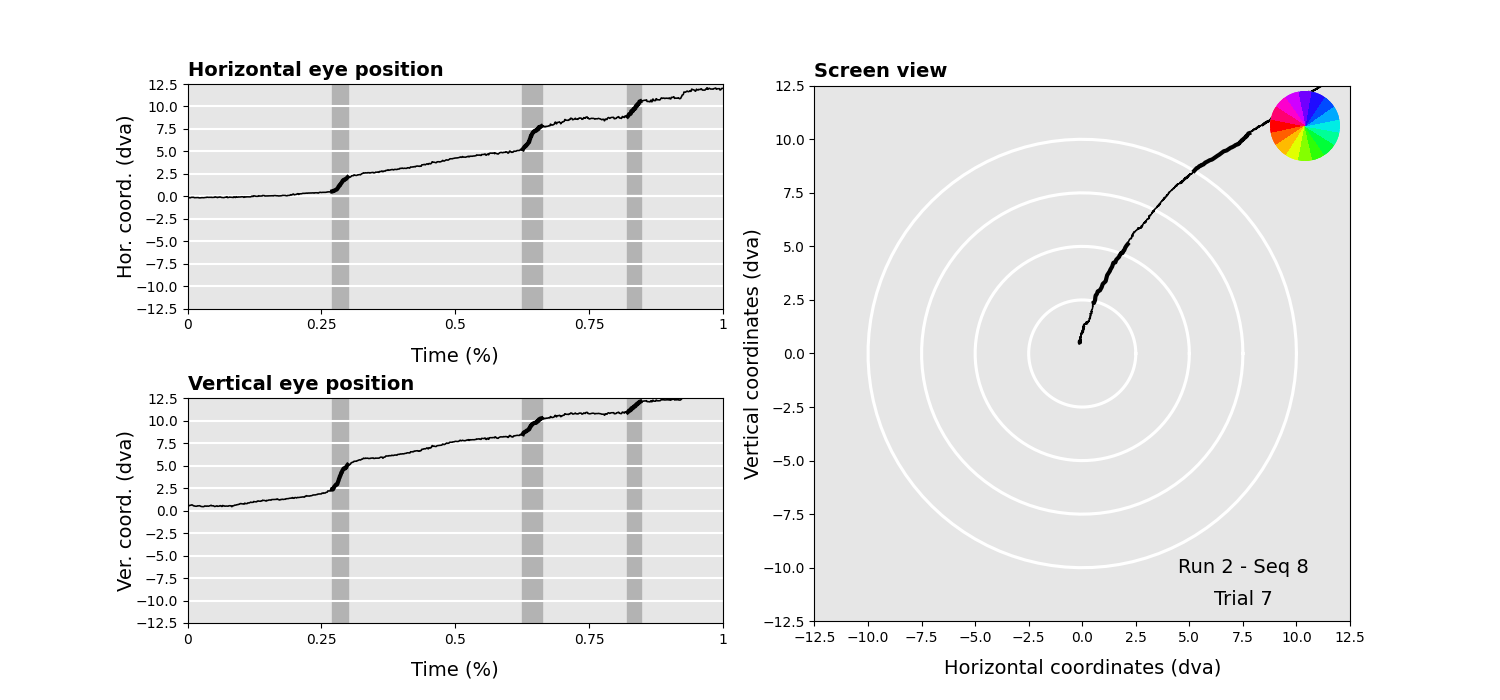 Horizontal eye position
12.5
10.0
7.5
5.0
2.5
0.0
−2.5
−5.0
−7.5
−10.0
−12.5
Hor. coord. (dva)
0 0.25 0.5 0.75 1
Time (%)
Vertical eye position
12.5
10.0
7.5
5.0
2.5
0.0
−2.5
−5.0
−7.5
−10.0
−12.5
Ver. coord. (dva)
0 0.25 0.5 0.75 1
Time (%)
Screen view
12.5
10.0
7.5
5.0
2.5
0.0
−2.5
−5.0
−7.5
−10.0
−12.5
Vertical coordinates (dva)
Run 2 - Seq 8
Trial 7
−12.5 −10.0 −7.5 −5.0 −2.5 0.0 2.5 5.0 7.5 10.0 12.5
Horizontal coordinates (dva)